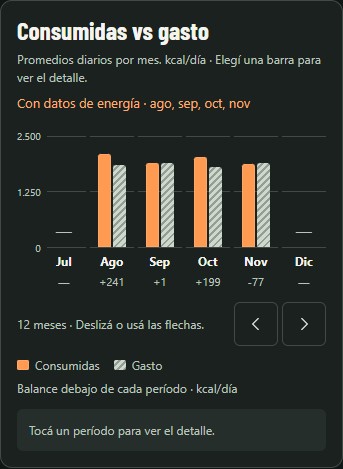 Consumidas vs gasto
Promedios diarios por mes. kcal/día · Elegí una barra para
ver el detalle.
Con datos de energía · ago, sep, oct, nov
2.500
1.250
0
Jul Ago Sep Oct Nov Dic
— +241 +1 +199 -77 —
12 meses · Deslizá o usá las flechas.
Consumidas Gasto
Balance debajo de cada período · kcal/día
Tocá un período para ver el detalle.